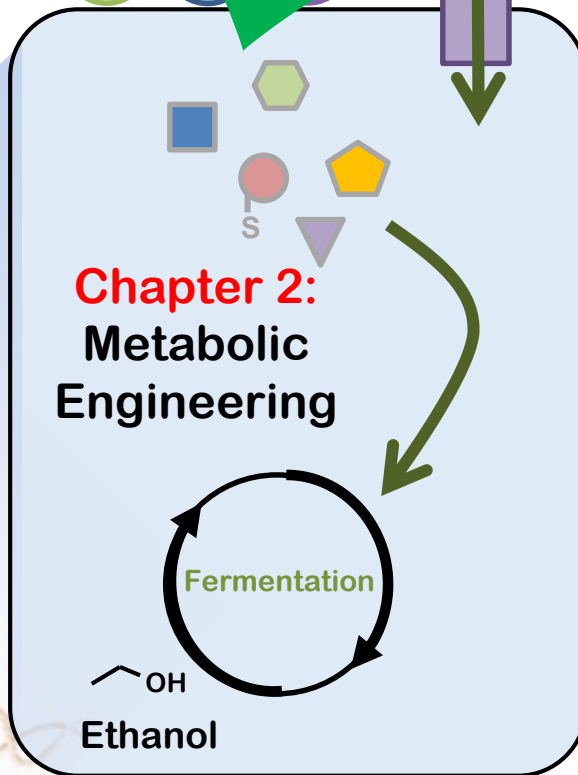 S
Chapter 2:
Metabolic
Engineering
Fermentation
OH
Ethanol